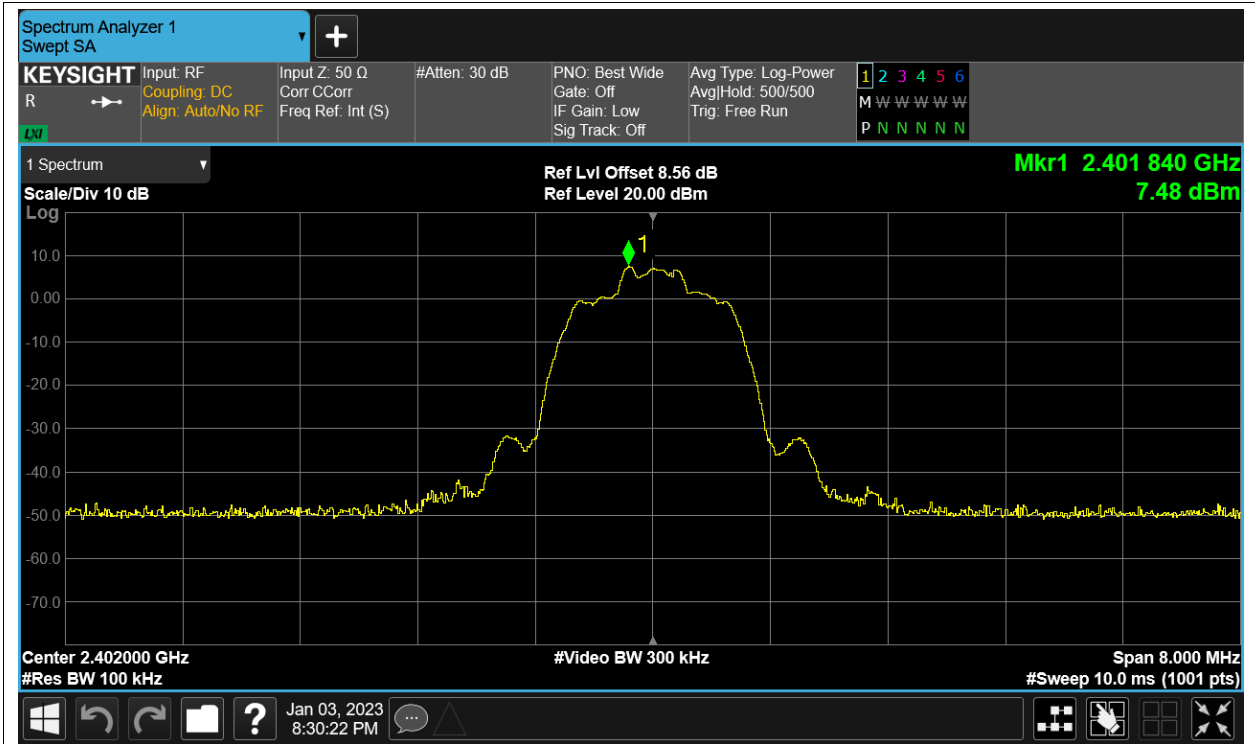 Spectrum Analyzer 1
Swept SA
KEYSIGHT
R
LXI
Input: RF
Coupling: DC
Align: Auto/No RF
Input Z: 50 Ω
Corr CCorr
Freq Ref: Int (S)
#Atten: 30 dB
PNO: Best Wide
Gate: Off
IF Gain: Low
Sig Track: Off
Avg Type: Log-Power
Avg|Hold: 500/500
Trig: Free Run
1 2 3 4 5 6
M W W W W W
P N N N N N
1 Spectrum
Scale/Div 10 dB
Log
Ref Lvl Offset 8.56 dB
Ref Level 20.00 dBm
Mkr1 2.401 840 GHz
7.48 dBm
1
10.0
0.00
-10.0
-20.0
-30.0
-40.0
-50.0
-60.0
-70.0
Center 2.402000 GHz
#Res BW 100 kHz
#Video BW 300 kHz
Span 8.000 MHz
#Sweep 10.0 ms (1001 pts)
?
Jan 03, 2023
8:30:22 PM